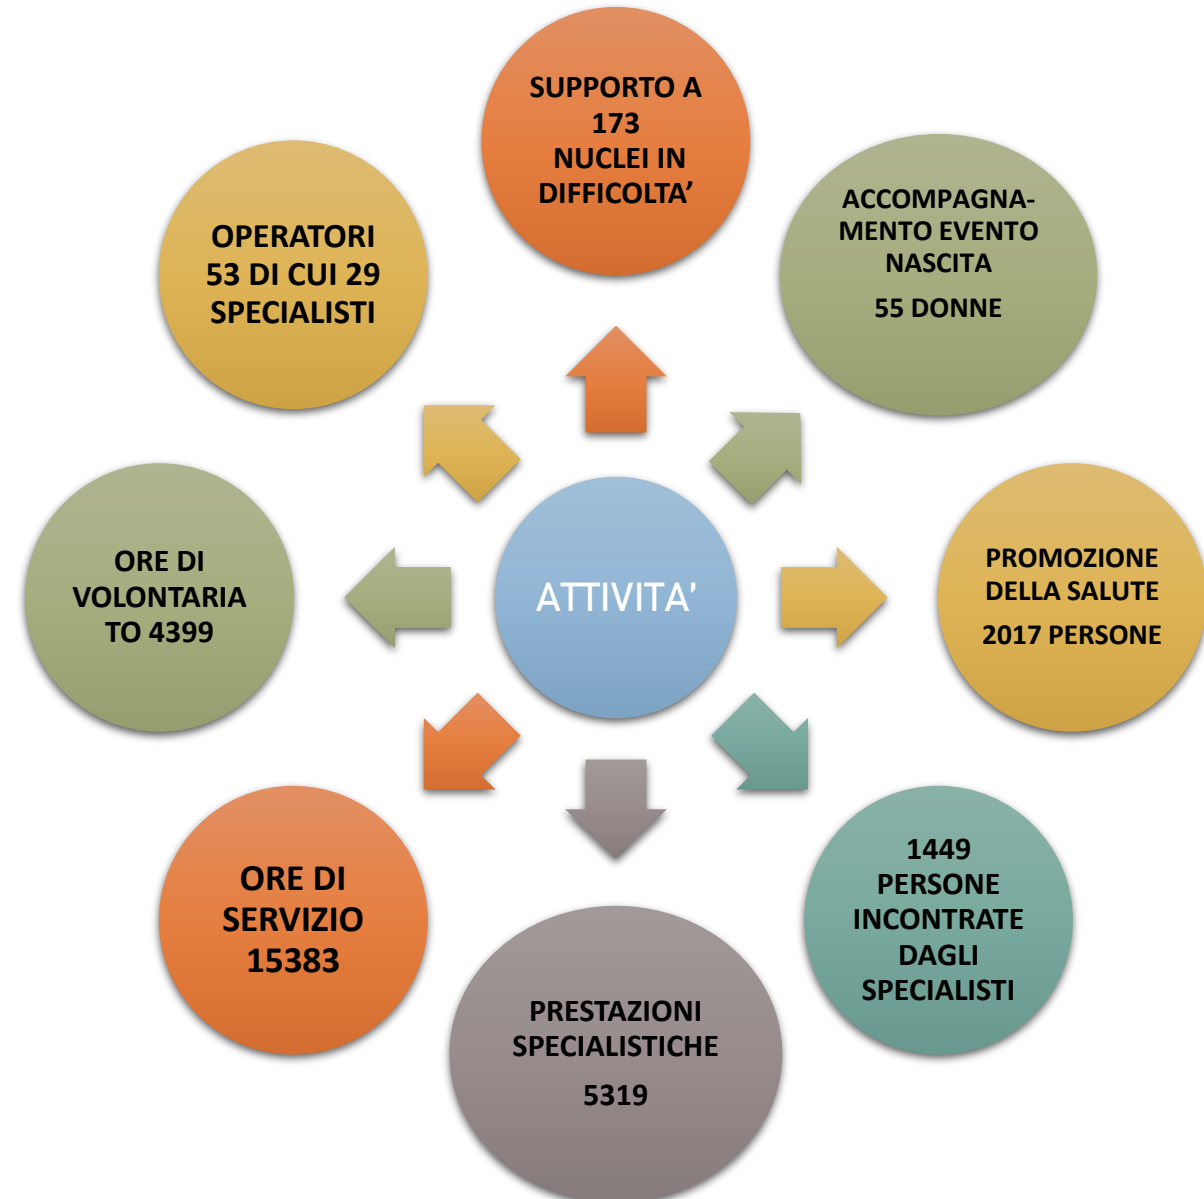 SUPPORTO A
173
NUCLEI IN
DIFFICOLTA’
ACCOMPAGNA-
MENTO EVENTO
NASCITA
55 DONNE
PROMOZIONE
DELLA SALUTE
2017 PERSONE
1449
PERSONE
INCONTRATE
DAGLI
SPECIALISTI
PRESTAZIONI
SPECIALISTICHE
5319
ORE DI
SERVIZIO
15383
ORE DI
VOLONTARIA
TO 4399
OPERATORI
53 DI CUI 29
SPECIALISTI
ATTIVITA’